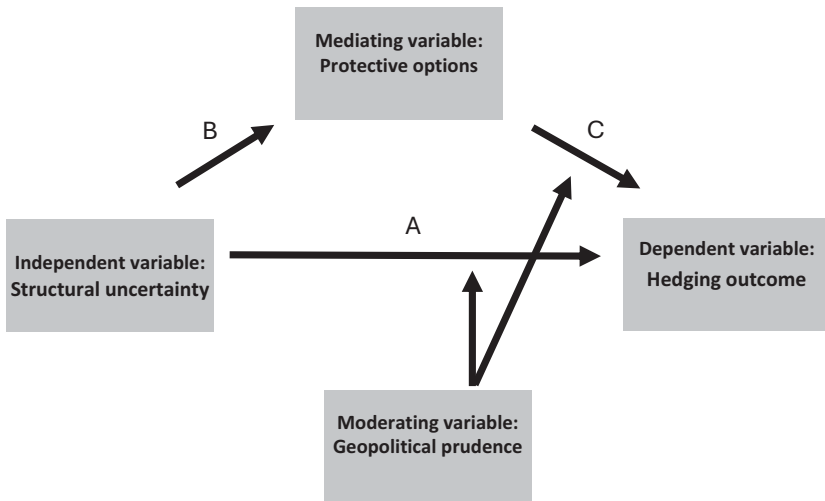 Mediating variable:
Protective options
B
C
A
Independent variable:
Structural uncertainty
Dependent variable:
Hedging outcome
Moderating variable:
Geopolitical prudence